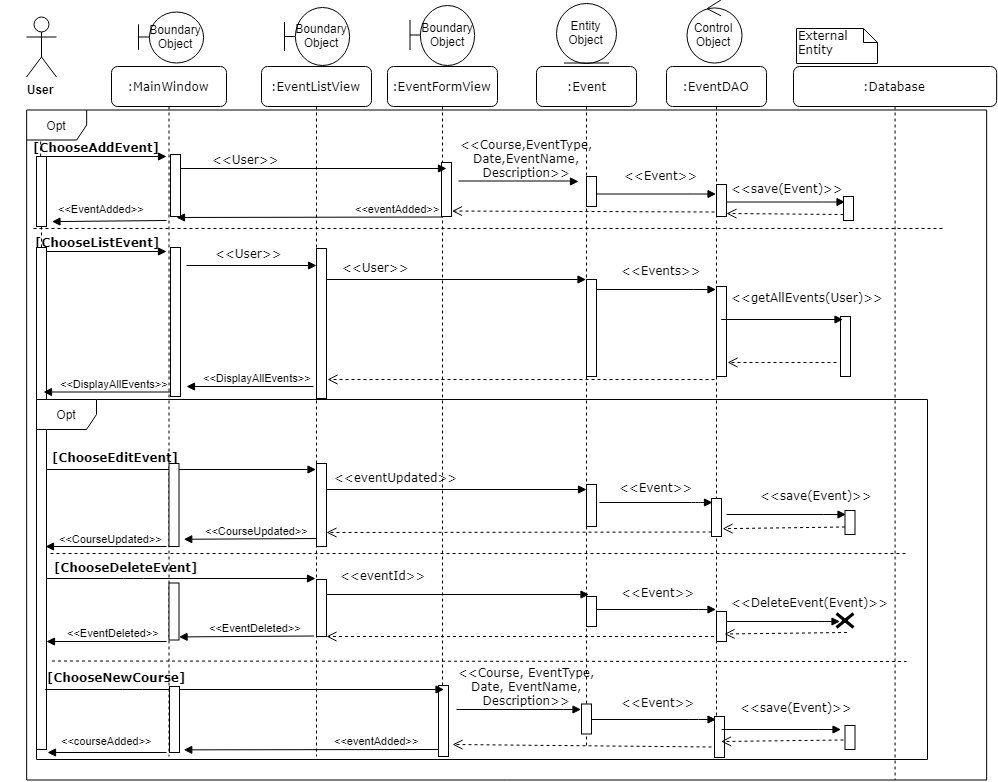 Boundary
Object
Boundary
Object
Boundary
Object
Entity
Object
Control
Object
External
Entity
User
:MainWindow
:EventListView
:EventFormView
:Event
:EventDAO
:Database
Opt
[ChooseAddEvent]
<<User>>
<<Course,EventType,
Date,EventName,
Description>>
<<Event>>
<<save(Event)>>
<<EventAdded>>
<<eventAdded>>
[ChooseListEvent]
<<User>>
<<User>>
<<Events>>
<<getAllEvents(User)>>
<<DisplayAllEvents>>
<<DisplayAllEvents>>
Opt
[ChooseEditEvent]
<<eventUpdated>>
<<Event>>
<<save(Event)>>
<<CourseUpdated>>
<<CourseUpdated>>
[ChooseDeleteEvent]
<<eventId>>
<<Event>>
<<DeleteEvent(Event)>>
<<EventDeleted>>
<<EventDeleted>>
[ChooseNewCourse]
<<Course, EventType,
Date, EventName,
Description>>
<<Event>>
<<save(Event)>>
<<courseAdded>>
<<eventAdded>>